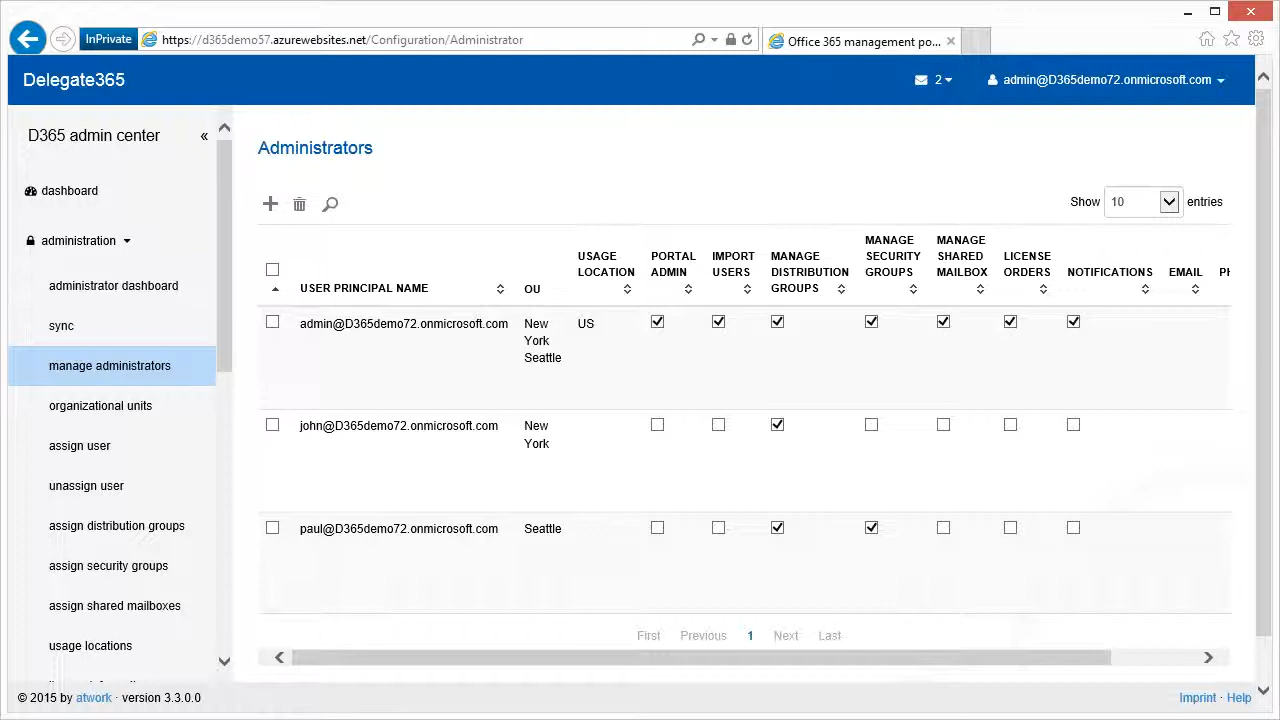 InPrivate
https://d365demo57.azurewebsites.net/Configuration/Administrator
Office 365 management po...
Delegate365
2
admin@D365demo72.onmicrosoft.com
D365 admin center
«
dashboard
administration
administrator dashboard
sync
manage administrators
organizational units
assign user
unassign user
assign distribution groups
assign security groups
assign shared mailboxes
usage locations
Administrators
Show 10 entries
USER PRINCIPAL NAME
OU
USAGE
LOCATION
PORTAL
ADMIN
IMPORT
USERS
MANAGE
DISTRIBUTION
GROUPS
MANAGE
SECURITY
GROUPS
MANAGE
SHARED
MAILBOX
LICENSE
ORDERS
NOTIFICATIONS
EMAIL
admin@D365demo72.onmicrosoft.com
New
York
Seattle
US
john@D365demo72.onmicrosoft.com
New
York
paul@D365demo72.onmicrosoft.com
Seattle
First Previous 1 Next Last
© 2015 by atwork · version 3.3.0.0
Imprint · Help